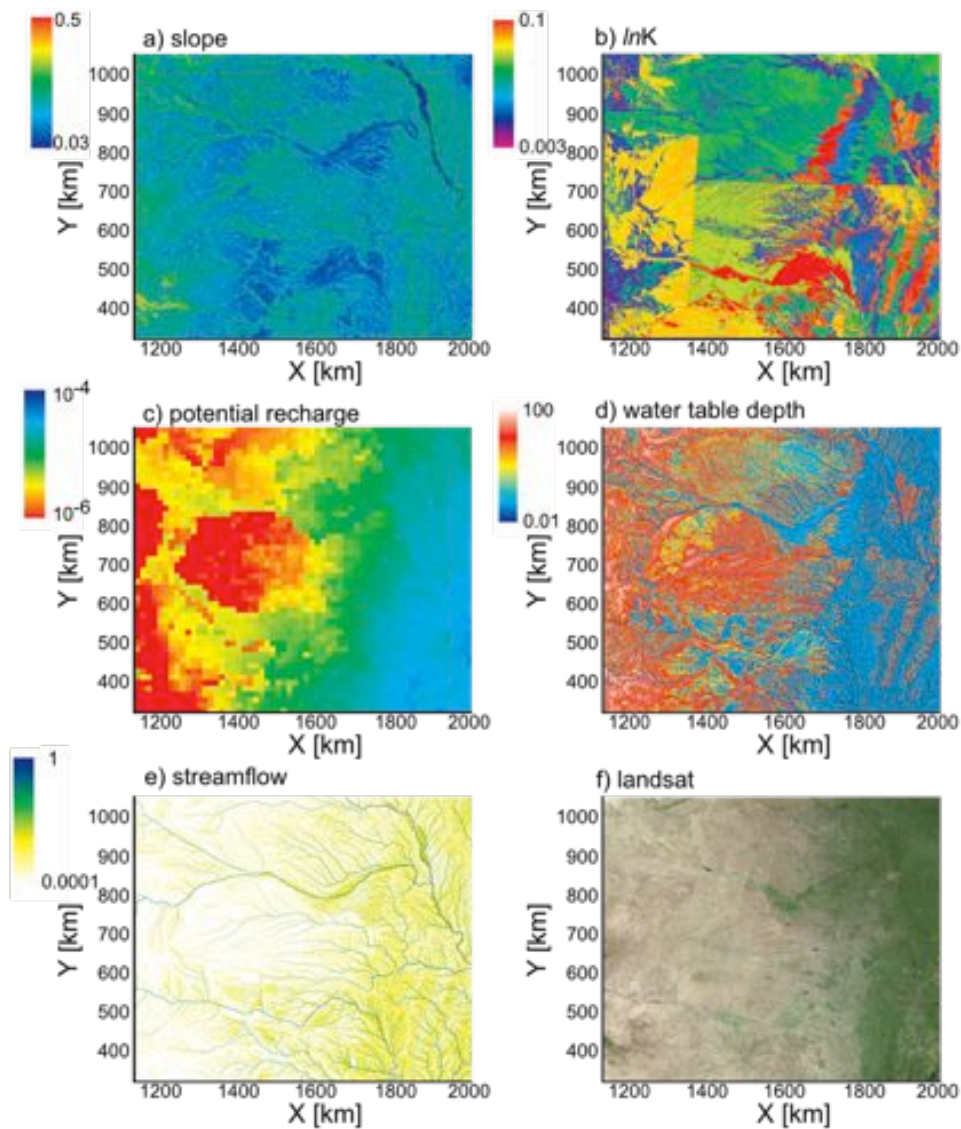 0.5
a) slope
0.03
1000
900
800
700
600
500
400
Y [km]
1200 1400 1600 1800 2000
X [km]
0.1
b) lnK
0.003
1000
900
800
700
600
500
400
Y [km]
1200 1400 1600 1800 2000
X [km]
10-4
c) potential recharge
10-6
1000
900
800
700
600
500
400
Y [km]
1200 1400 1600 1800 2000
X [km]
100
d) water table depth
0.01
1000
900
800
700
600
500
400
Y [km]
1200 1400 1600 1800 2000
X [km]
1
e) streamflow
0.0001
1000
900
800
700
600
500
400
Y [km]
1200 1400 1600 1800 2000
X [km]
f) landsat
1000
900
800
700
600
500
400
Y [km]
1200 1400 1600 1800 2000
X [km]